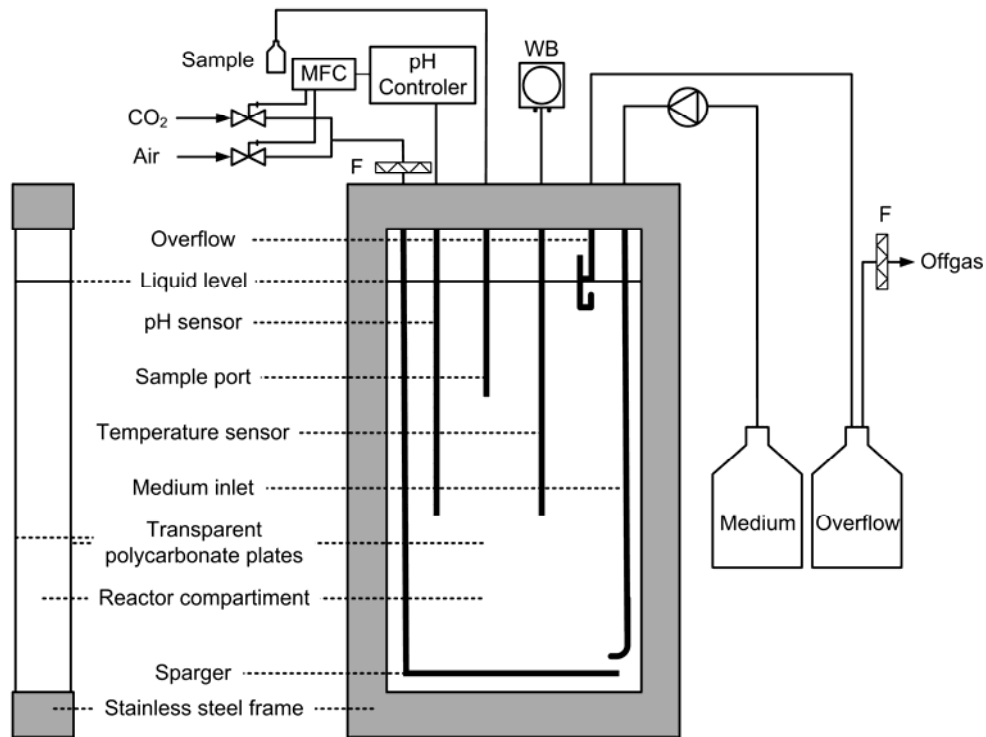 Sample
MFC
pH
Controler
WB
CO₂
Air
F
F
Offgas
Overflow
Liquid level
pH sensor
Sample port
Temperature sensor
Medium inlet
Transparent
polycarbonate plates
Reactor compartiment
Sparger
Stainless steel frame
Medium
Overflow